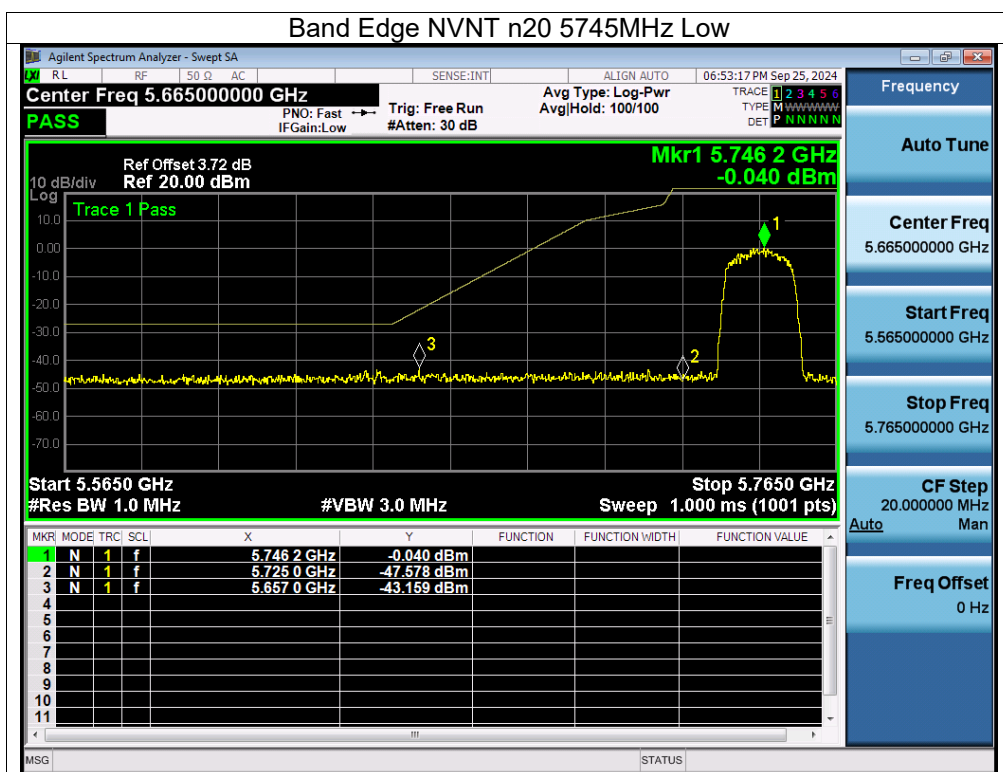 Band Edge NVNT n20 5745MHz Low
Agilent Spectrum Analyzer - Swept SA
LXI RL RF 50 Ω AC SENSE:INT ALIGN AUTO 06:53:17 PM Sep 25, 2024
Center Freq 5.665000000 GHz Avg Type: Log-Pwr TRACE 1 2 3 4 5 6
PNO: Fast Trig: Free Run Avg|Hold: 100/100 TYPE M WWWWW
PASS IFGain:Low #Atten: 30 dB DET P N N N N N
Ref Offset 3.72 dB Mkr1 5.746 2 GHz
10 dB/div Ref 20.00 dBm -0.040 dBm
Log
Trace 1 Pass
10.0
1
0.00
-10.0
-20.0
-30.0
3
-40.0
2
-50.0
-60.0
-70.0
Start 5.5650 GHz Stop 5.7650 GHz
#Res BW 1.0 MHz #VBW 3.0 MHz Sweep 1.000 ms (1001 pts)
MKR MODE TRC SCL X Y FUNCTION FUNCTION WIDTH FUNCTION VALUE
1 N 1 f 5.746 2 GHz -0.040 dBm
2 N 1 f 5.725 0 GHz -47.578 dBm
3 N 1 f 5.657 0 GHz -43.159 dBm
4
5
6
7
8
9
10
11
MSG STATUS
Frequency
Auto Tune
Center Freq
5.665000000 GHz
Start Freq
5.565000000 GHz
Stop Freq
5.765000000 GHz
CF Step
20.000000 MHz
Auto Man
Freq Offset
0 Hz